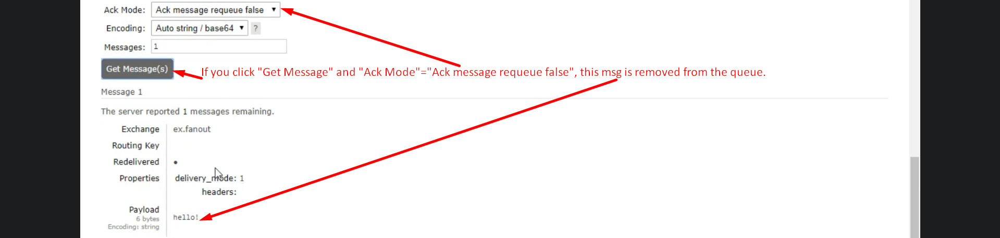 Ack Mode: Ack message requeue false
Encoding: Auto string / base64 ?
Messages: 1
Get Message(s) If you click "Get Message" and "Ack Mode"="Ack message requeue false", this msg is removed from the queue.
Message 1
The server reported 1 messages remaining.
Exchange ex.fanout
Routing Key
Redelivered ●
Properties delivery_mode: 1
headers:
Payload
6 bytes
Encoding: string
hello!